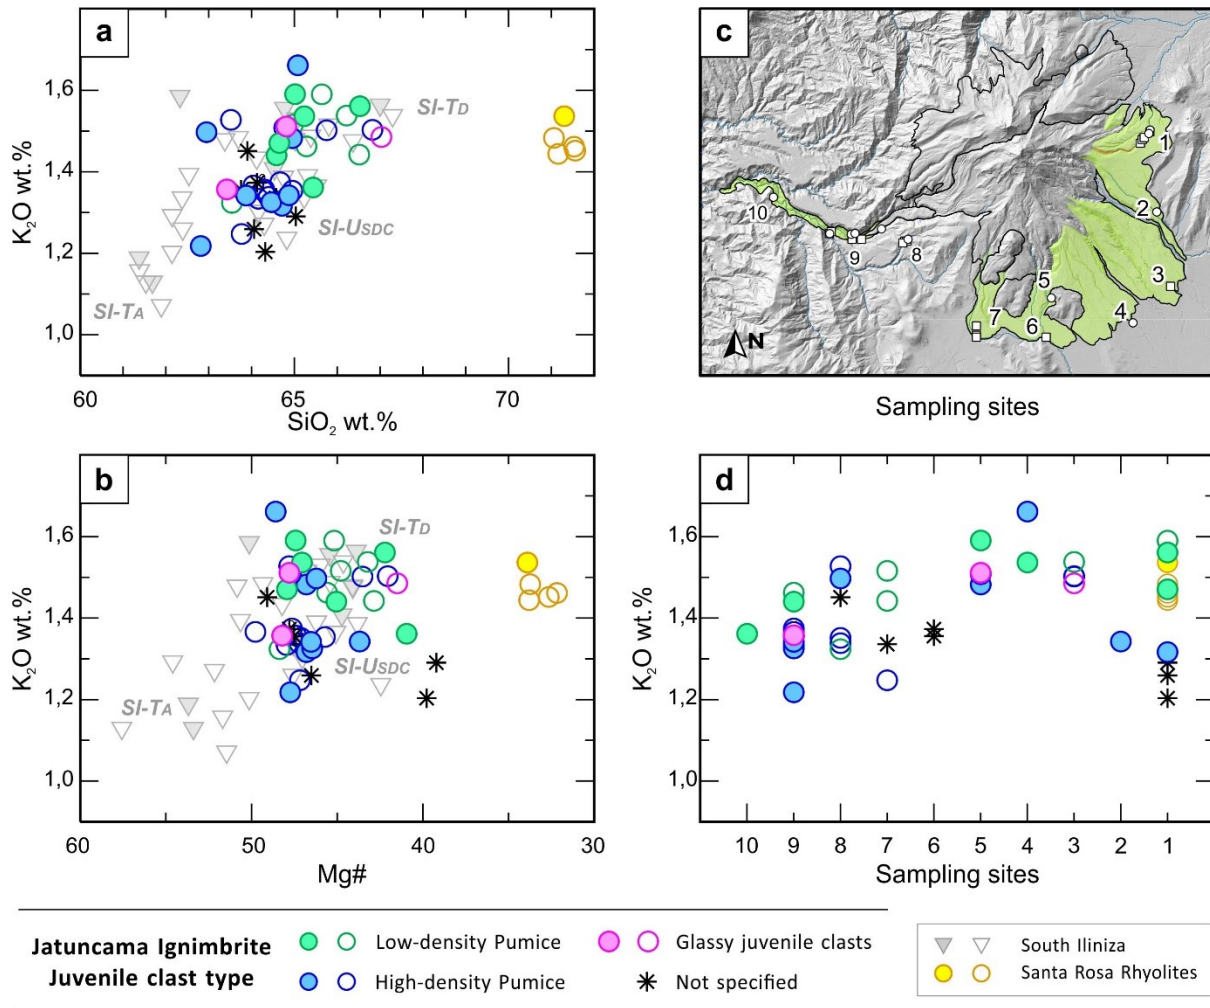 a
K₂O wt.%
1,6
1,4
1,2
1,0
SI-TD
SI-USDC
SI-TA
60
65
70
SiO₂ wt.%
c
1
2
3
4
5
6
7
8
9
10
N
Sampling sites
b
K₂O wt.%
1,6
1,4
1,2
1,0
SI-TD
SI-USDC
SI-TA
60
50
40
30
Mg#
d
K₂O wt.%
1,6
1,4
1,2
1,0
10 9 8 7 6 5 4 3 2 1
Sampling sites
Jatuncama Ignimbrite
Juvenile clast type
Low-density Pumice
High-density Pumice
Glassy juvenile clasts
Not specified
South Iliniza
Santa Rosa Rhyolites